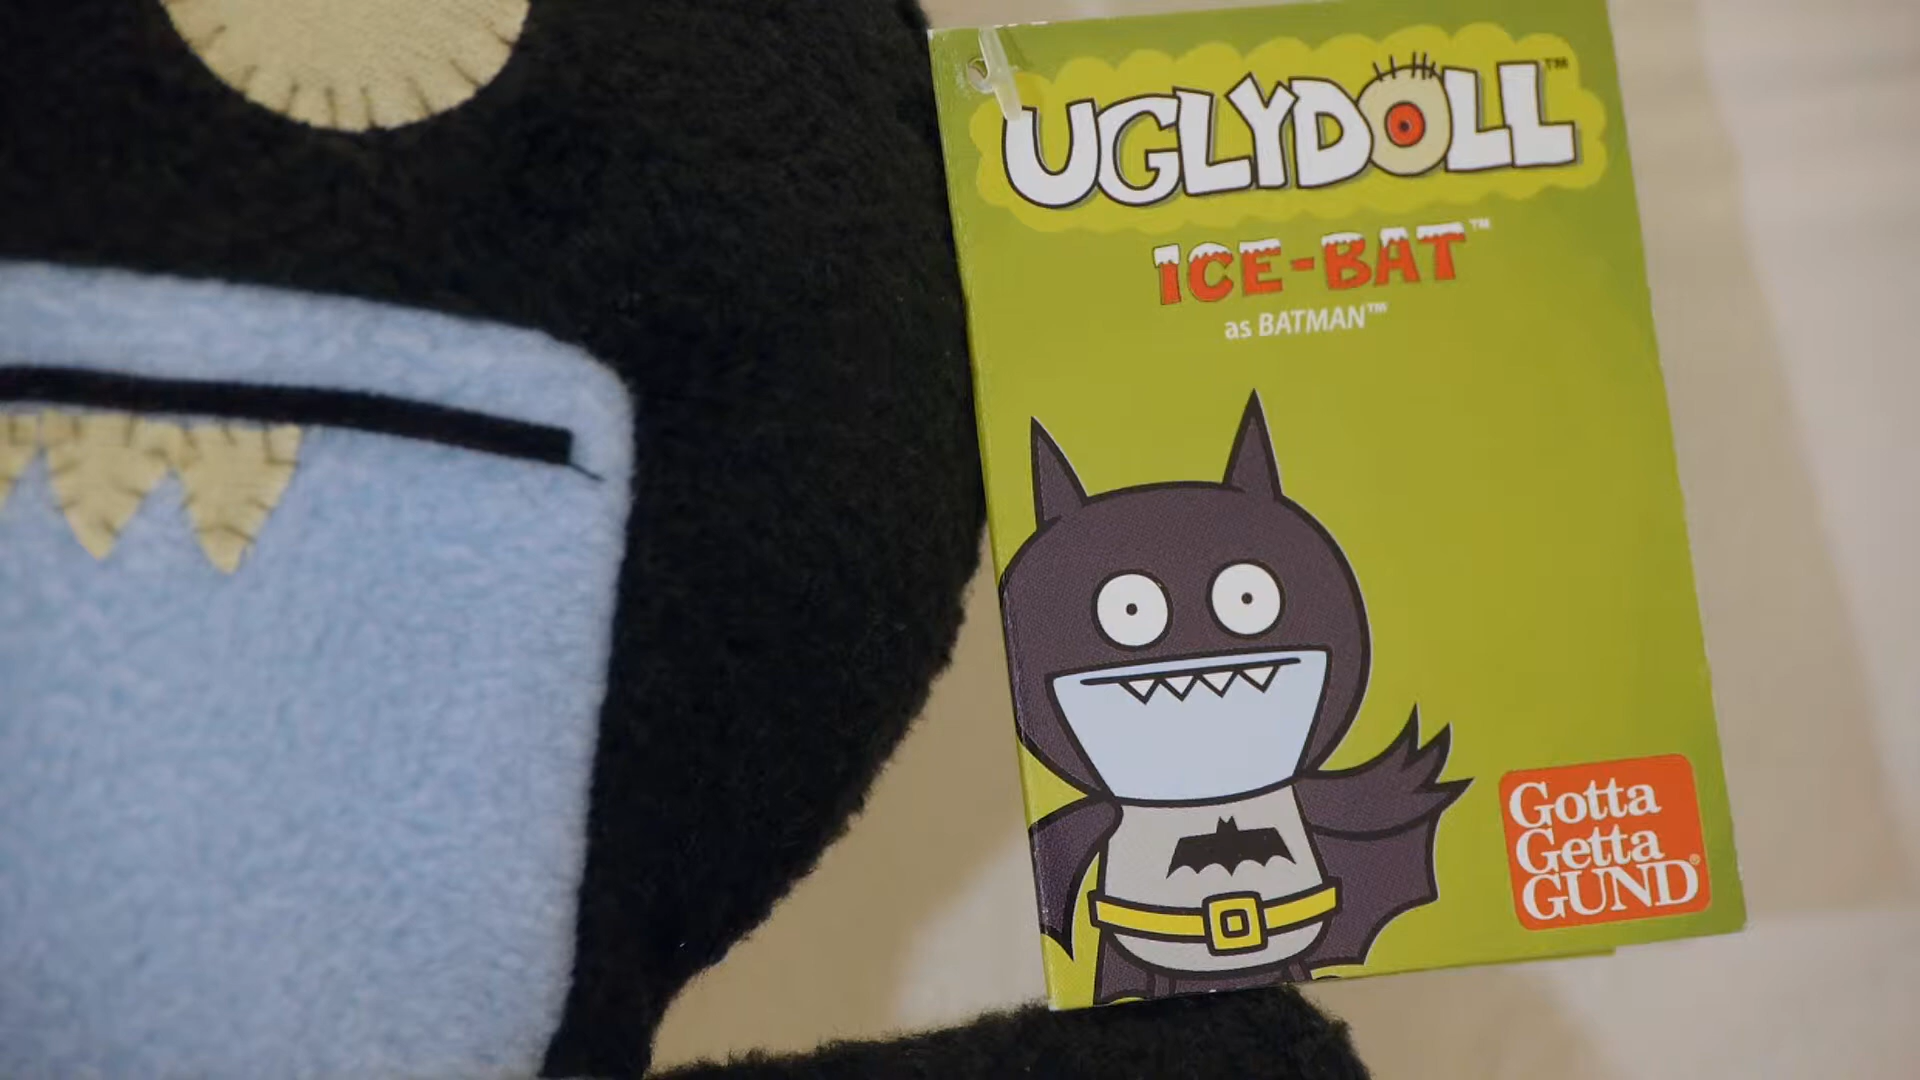 UGLYDOLL™
ICE-BAT™
as BATMAN™
Gotta
Getta
GUND®